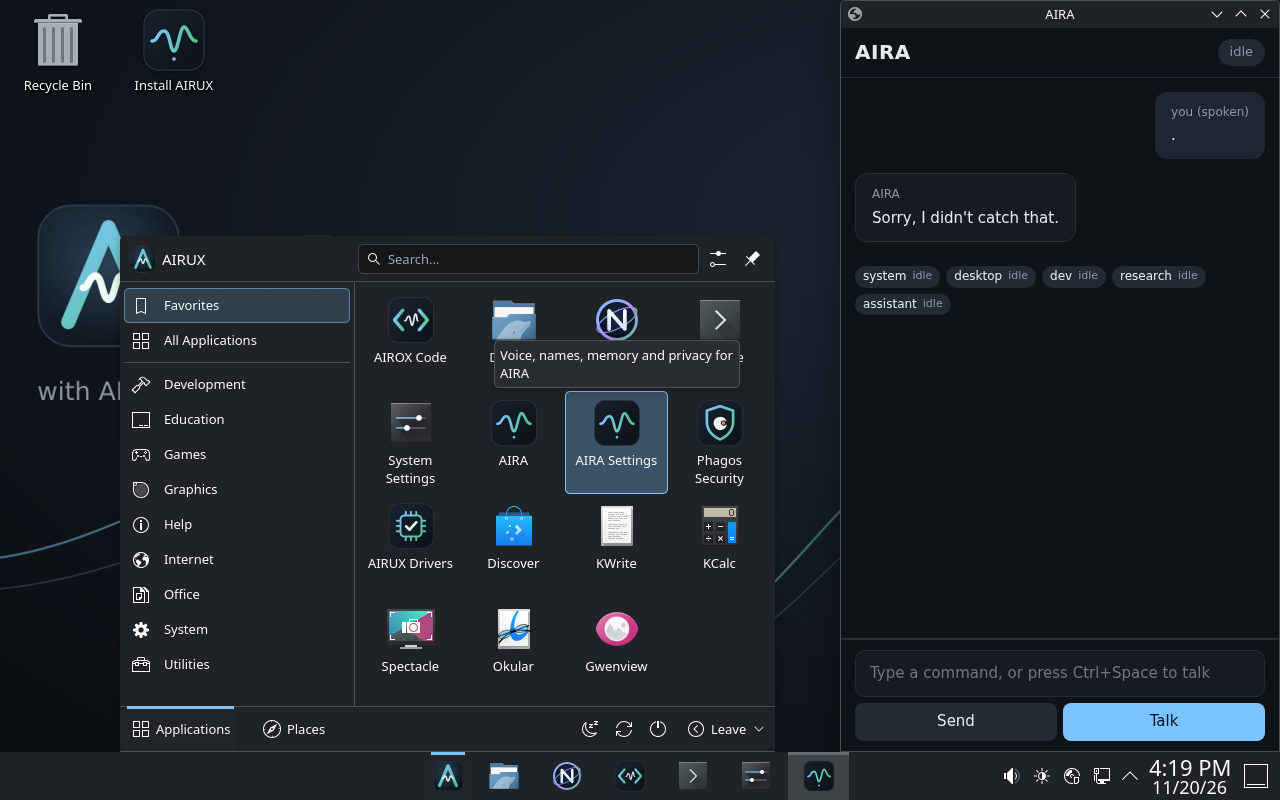 Recycle Bin
Install AIRUX
with AI
AIRUX
Search...
Favorites
All Applications
Development
Education
Games
Graphics
Help
Internet
Office
System
Utilities
AIROX Code
Voice, names, memory and privacy for
AIRA
System
Settings
AIRA
AIRA Settings
Phagos
Security
AIRUX Drivers
Discover
KWrite
KCalc
Spectacle
Okular
Gwenview
Applications
Places
Leave
AIRA
AIRA
idle
you (spoken)
.
AIRA
Sorry, I didn't catch that.
system idle
desktop idle
dev idle
research idle
assistant idle
Type a command, or press Ctrl+Space to talk
Send
Talk
4:19 PM
11/20/26